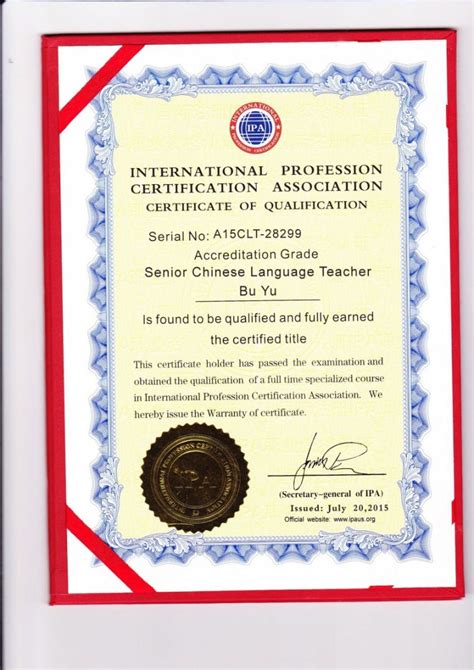 INTERNATIONAL
IPA
INTERNATIONAL PROFESSION
CERTIFICATION ASSOCIATION
CERTIFICATE OF QUALIFICATION
Serial No: A15CLT-28299
Accreditation Grade
Senior Chinese Language Teacher
Bu Yu
Is found to be qualified and fully earned
the certified title
This certificate holder has passed the examination and
obtained the qualification of a full time specialized course
in International Profession Certification Association. We
hereby issue the Warranty of certificate.
IPA
(Secretary-general of IPA)
Issued: July 20,2015
Official website: www.ipaus.org